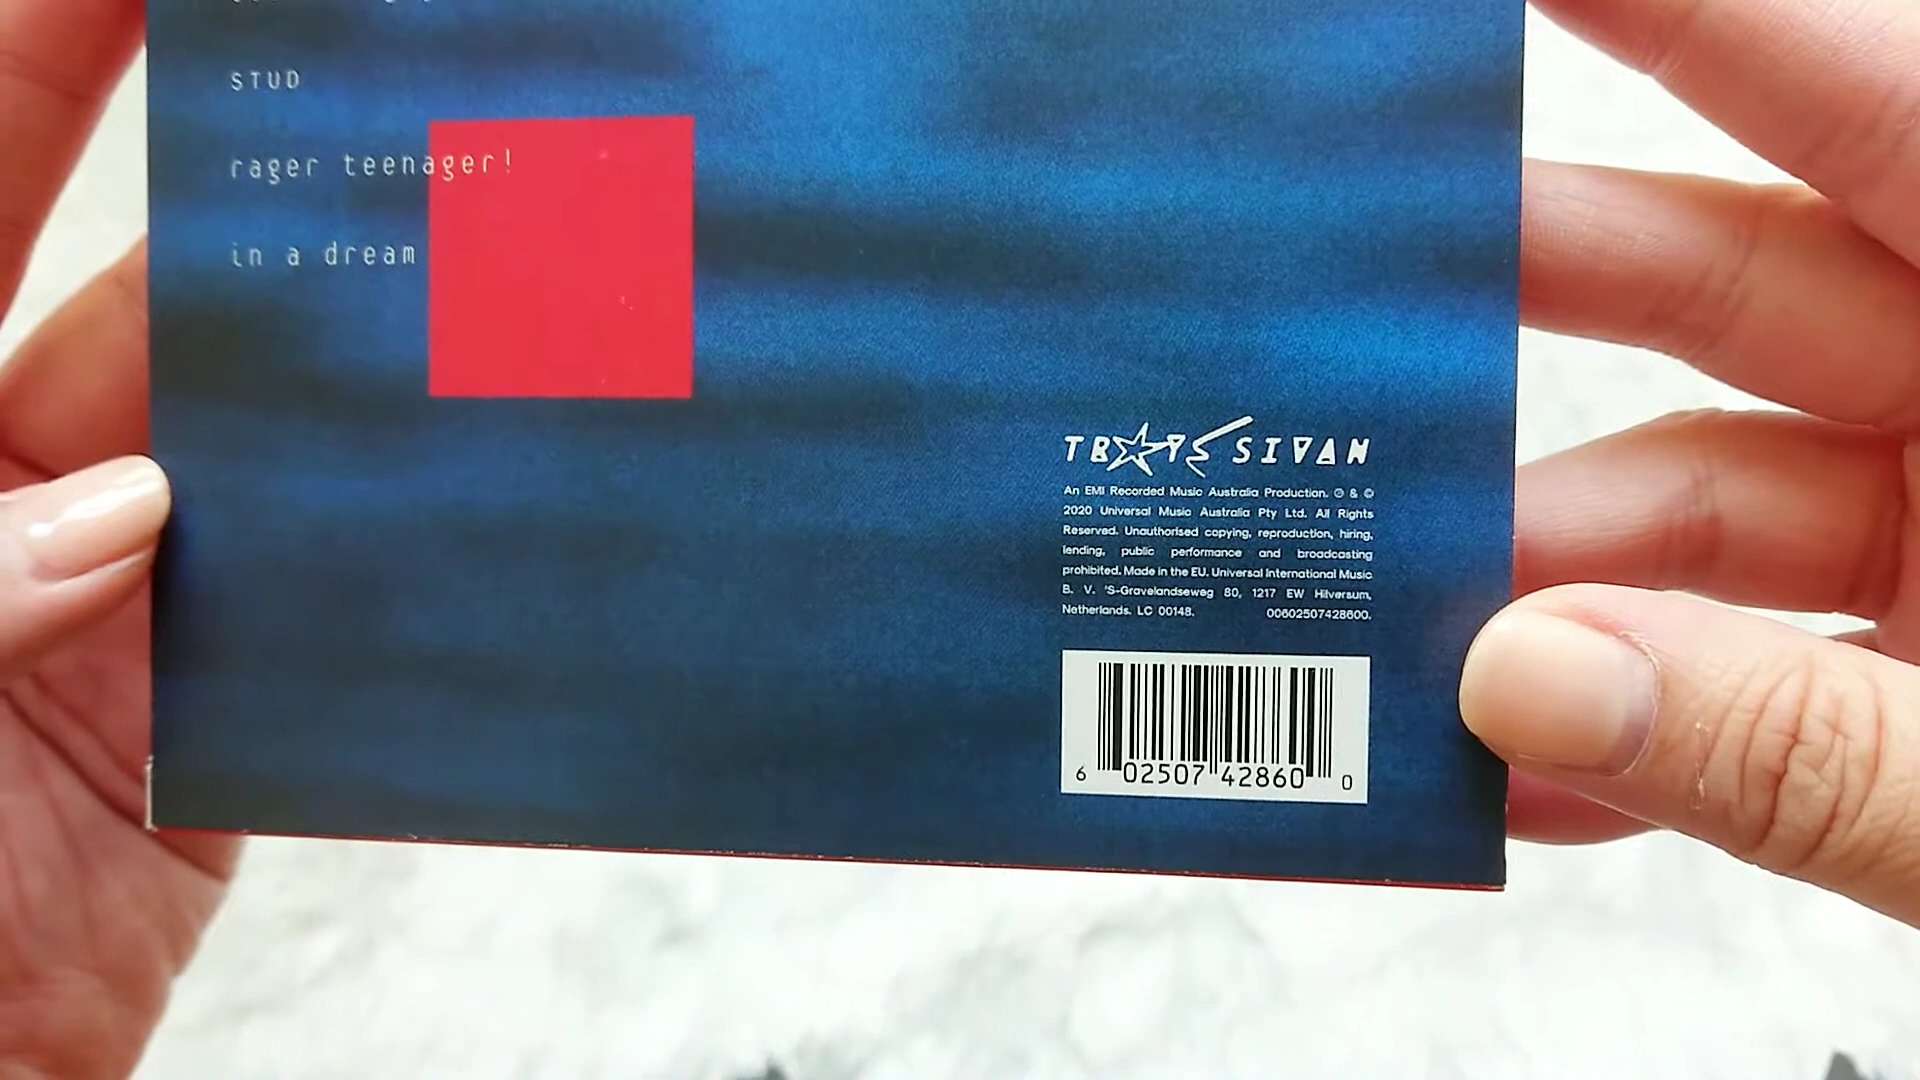 STUD
rager teenager!
in a dream
TROYE SIVAN
An EMI Recorded Music Australia Production. ℗ & ©
2020 Universal Music Australia Pty Ltd. All Rights
Reserved. Unauthorised copying, reproduction, hiring,
lending, public performance and broadcasting
prohibited. Made in the EU. Universal International Music
B. V. 'S-Gravelandseweg 80, 1217 EW Hilversum,
Netherlands. LC 00148. 00602507428600.
6 02507 42860 0